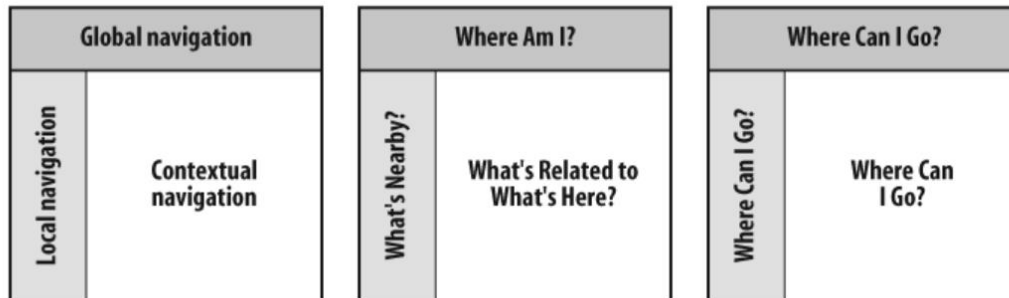 Global navigation
Local navigation
Contextual
navigation
Where Am I?
What's Nearby?
What's Related to
What's Here?
Where Can I Go?
Where Can I Go?
Where Can
I Go?